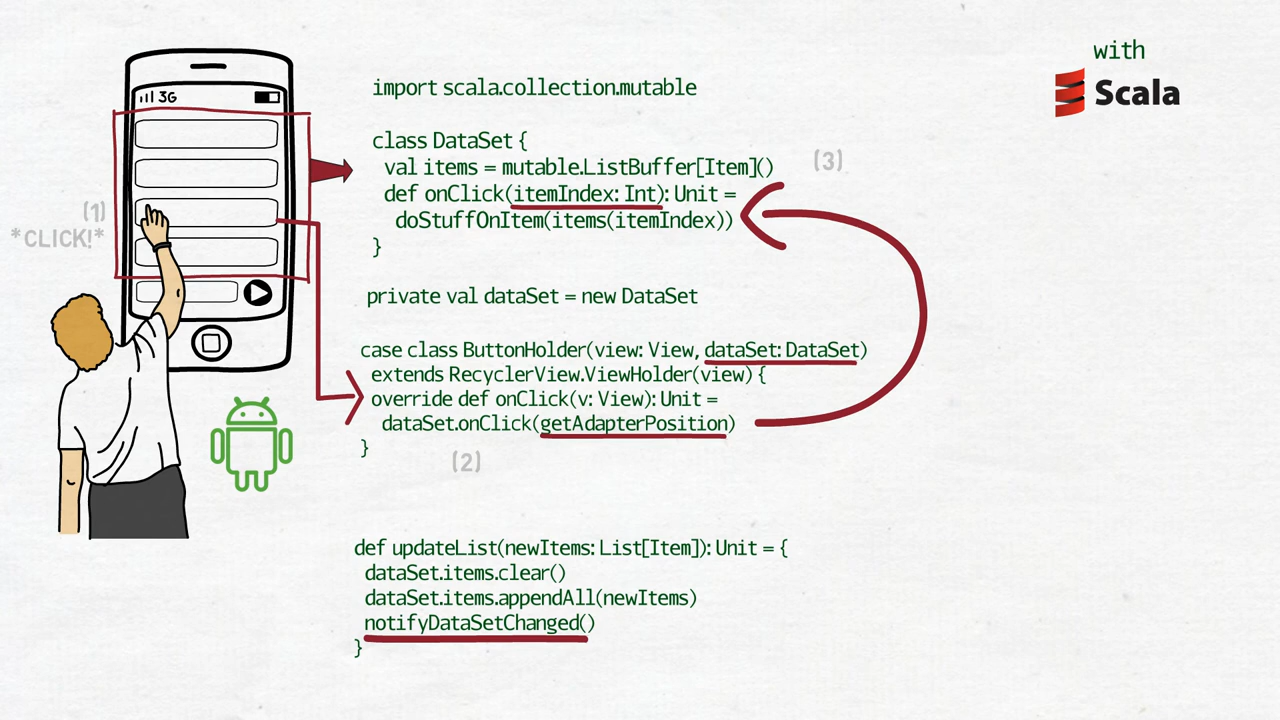 with
Scala
3G
(1)
*CLICK!*
import scala.collection.mutable
class DataSet {
val items = mutable.ListBuffer[Item]()
def onClick(itemIndex: Int): Unit =
doStuffOnItem(items(itemIndex))
}
(3)
private val dataSet = new DataSet
case class ButtonHolder(view: View, dataSet: DataSet)
extends RecyclerView.ViewHolder(view) {
override def onClick(v: View): Unit =
dataSet.onClick(getAdapterPosition)
}
(2)
def updateList(newItems: List[Item]): Unit = {
dataSet.items.clear()
dataSet.items.appendAll(newItems)
notifyDataSetChanged()
}